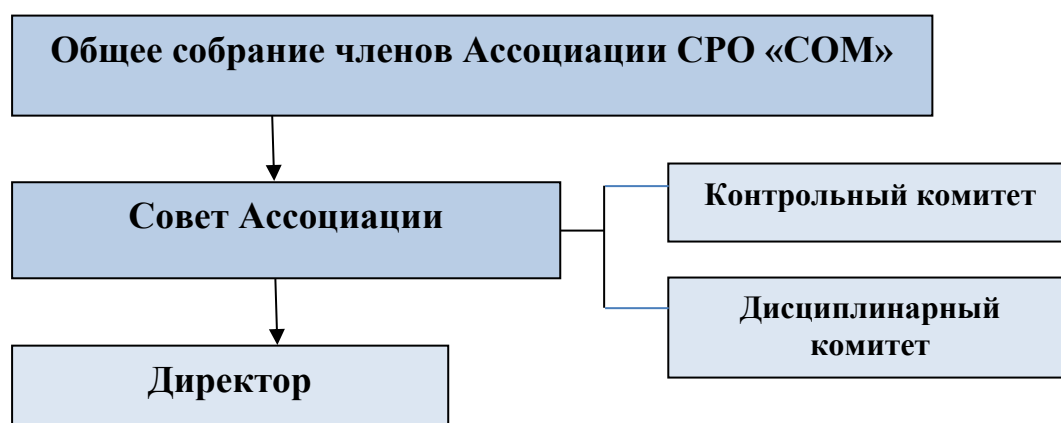 Общее собрание членов Ассоциации СРО «СОМ»
Совет Ассоциации
Контрольный комитет
Дисциплинарный
комитет
Директор